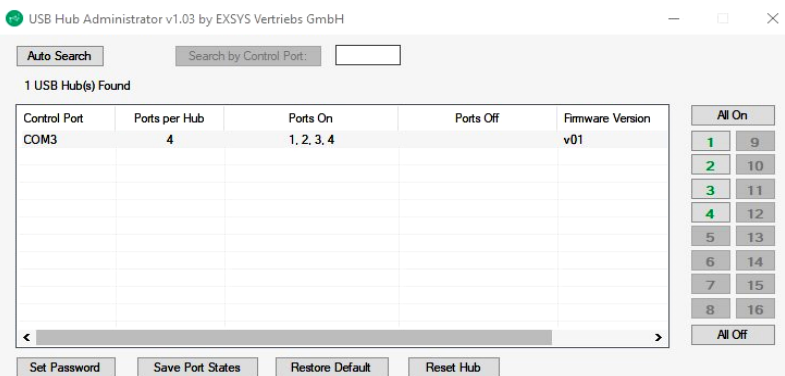 USB Hub Administrator v1.03 by EXSYS Vertriebs GmbH
Auto Search Search by Control Port:
1 USB Hub(s) Found
Control Port Ports per Hub Ports On Ports Off Firmware Version
COM3 4 1, 2, 3, 4 v01
All On
1 9
2 10
3 11
4 12
5 13
6 14
7 15
8 16
All Off
Set Password Save Port States Restore Default Reset Hub